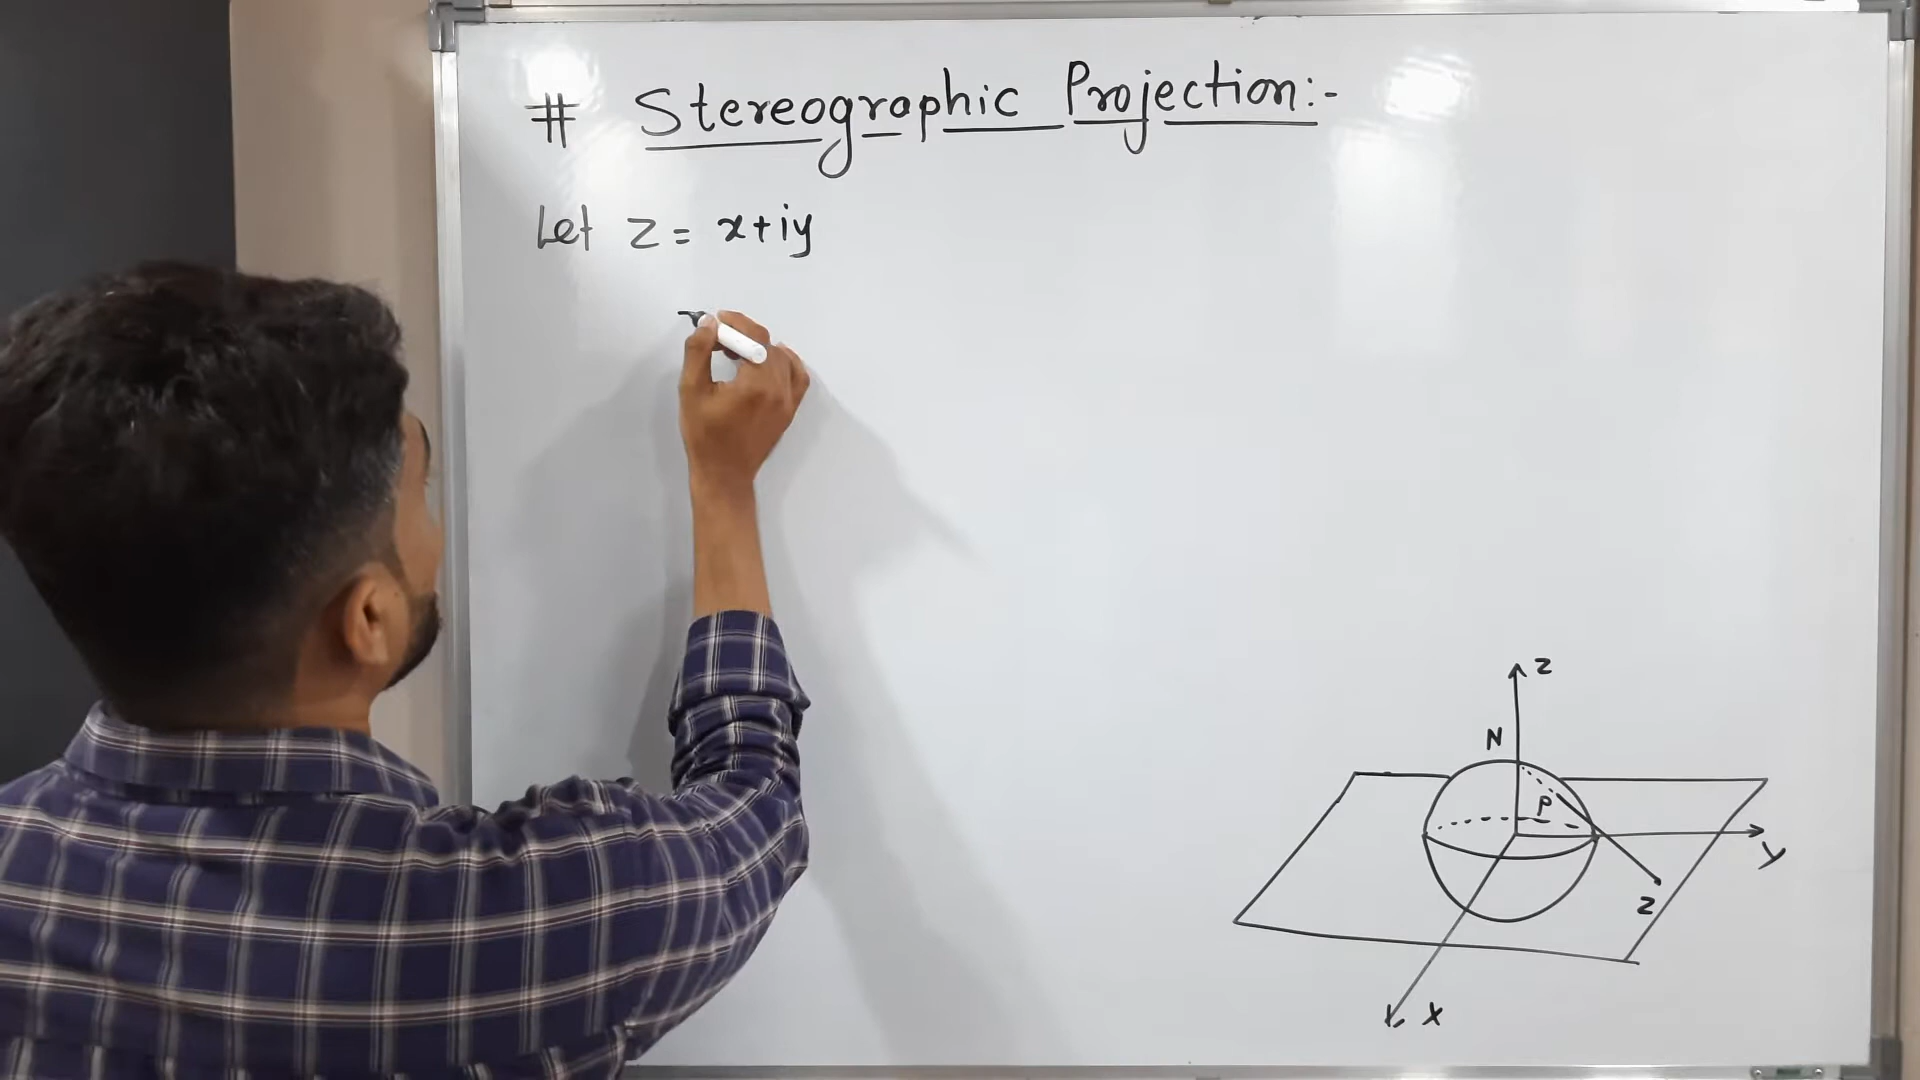 # Stereographic Projection:-
Let z = x+iy
z
N
P
y
z
x